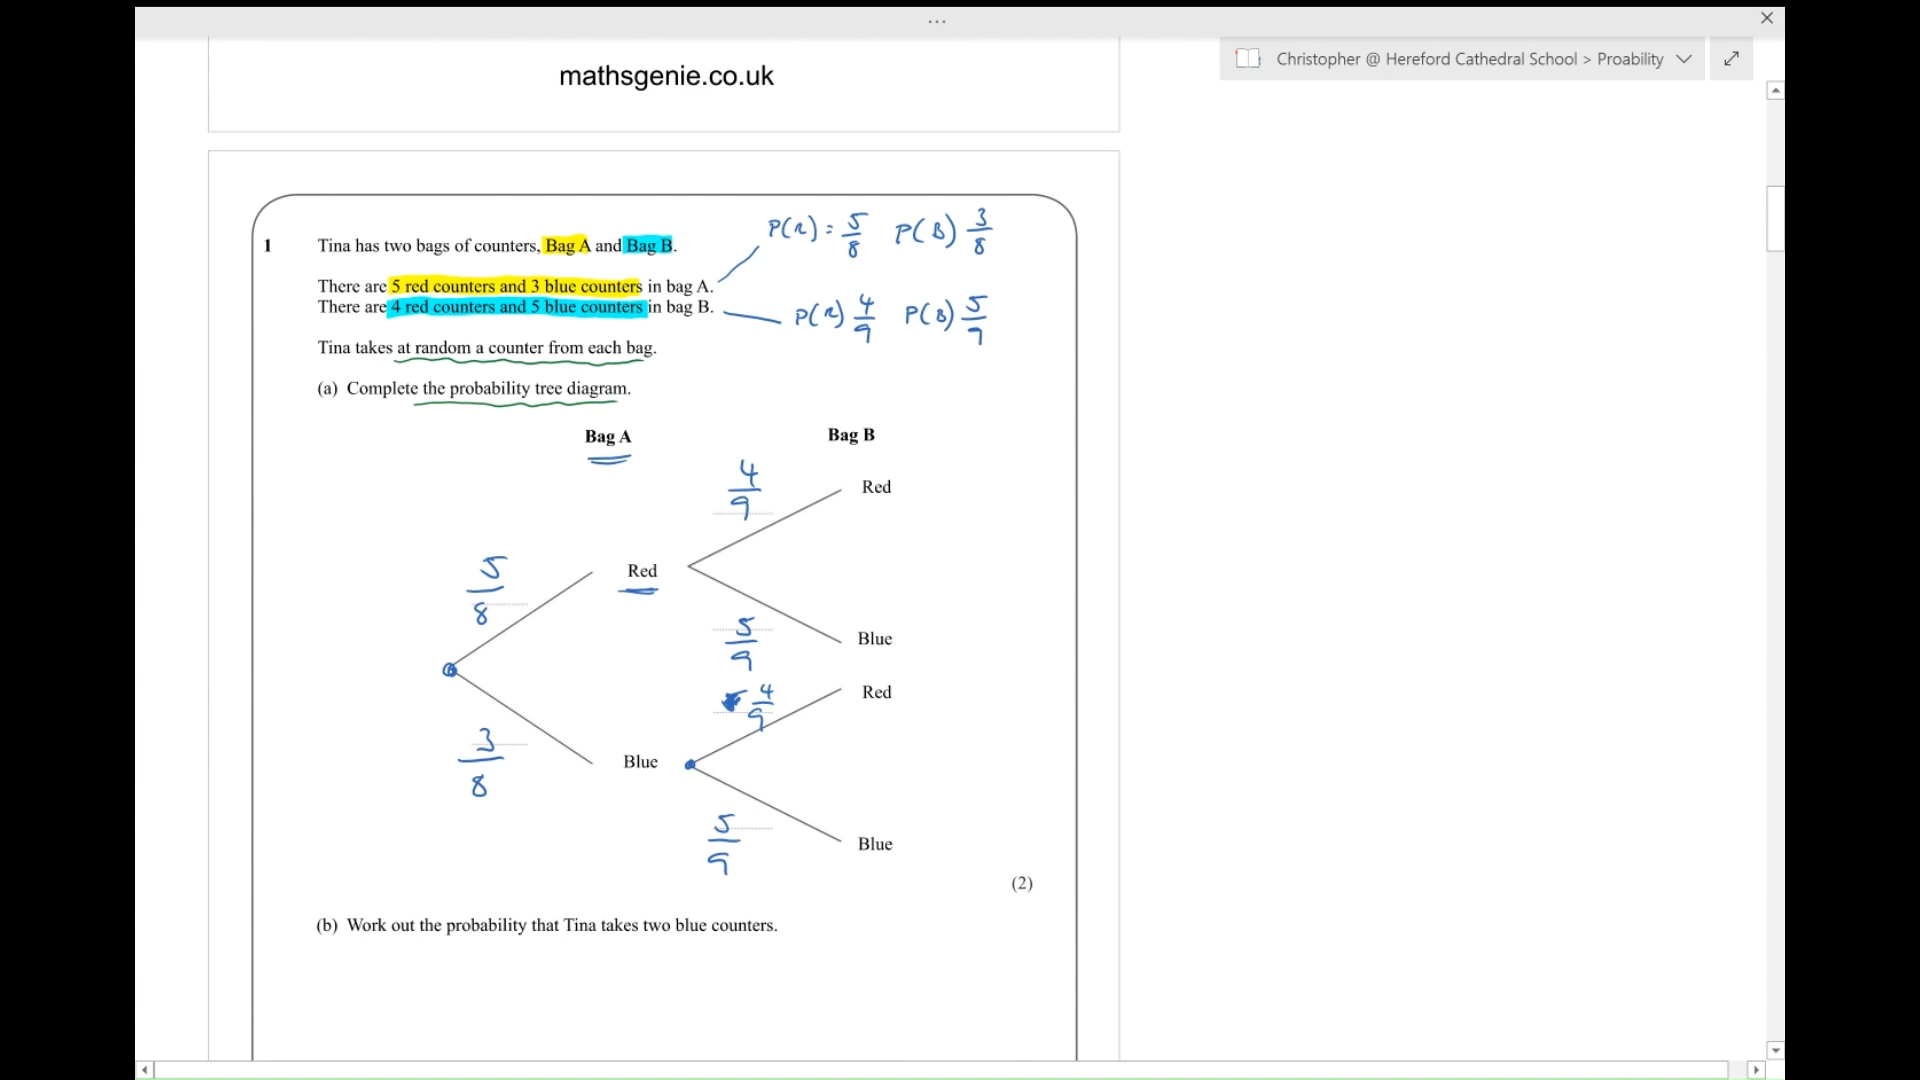 ...
mathsgenie.co.uk
Christopher @ Hereford Cathedral School > Proability
P(R) = 5/8 P(B) 3/8
1 Tina has two bags of counters, Bag A and Bag B.
There are 5 red counters and 3 blue counters in bag A.
There are 4 red counters and 5 blue counters in bag B.
P(R) 4/9 P(B) 5/9
Tina takes at random a counter from each bag.
(a) Complete the probability tree diagram.
Bag A Bag B
4/9
Red
5/8
Red
5/9
Blue
4/9
Red
3/8
Blue
5/9
Blue
(2)
(b) Work out the probability that Tina takes two blue counters.